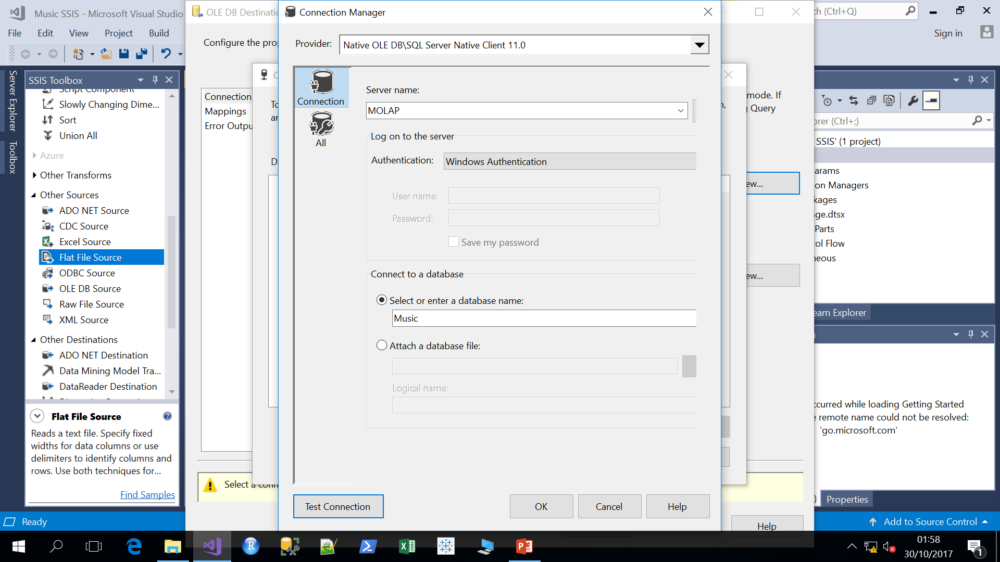 Music SSIS - Microsoft Visual Studio
OLE DB Destinatio
Connection Manager
ch (Ctrl+Q)
File
Edit
View
Project
Build
Sign in
Configure the prop
Provider:
Native OLE DB\SQL Server Native Client 11.0
Server Explorer
Toolbox
SSIS Toolbox
Script Component
Slowly Changing Dime...
Sort
Union All
Azure
Other Transforms
Other Sources
ADO NET Source
CDC Source
Excel Source
Flat File Source
ODBC Source
OLE DB Source
Raw File Source
XML Source
Other Destinations
ADO NET Destination
Data Mining Model Tra...
DataReader Destination
Flat File Source
Reads a text file. Specify fixed
widths for data columns or use
delimiters to identify columns and
rows. Use both techniques for...
Find Samples
Connection
Mappings
Error Outpu
To
ar
D
Connection
All
Server name:
MOLAP
Log on to the server
Authentication:
Windows Authentication
User name:
Password:
Save my password
Connect to a database
Select or enter a database name:
Music
Attach a database file:
Logical name:
Test Connection
OK
Cancel
Help
Select a conn
mode. If
Query
ew...
ew...
Help
orer (Ctrl+;)
SSIS' (1 project)
arams
on Managers
kages
ge.dtsx
Parts
rol Flow
neous
eam Explorer
ccurred while loading Getting Started
e remote name could not be resolved:
'go.microsoft.com'
Properties
Ready
Add to Source Control
01:58
30/10/2017
1